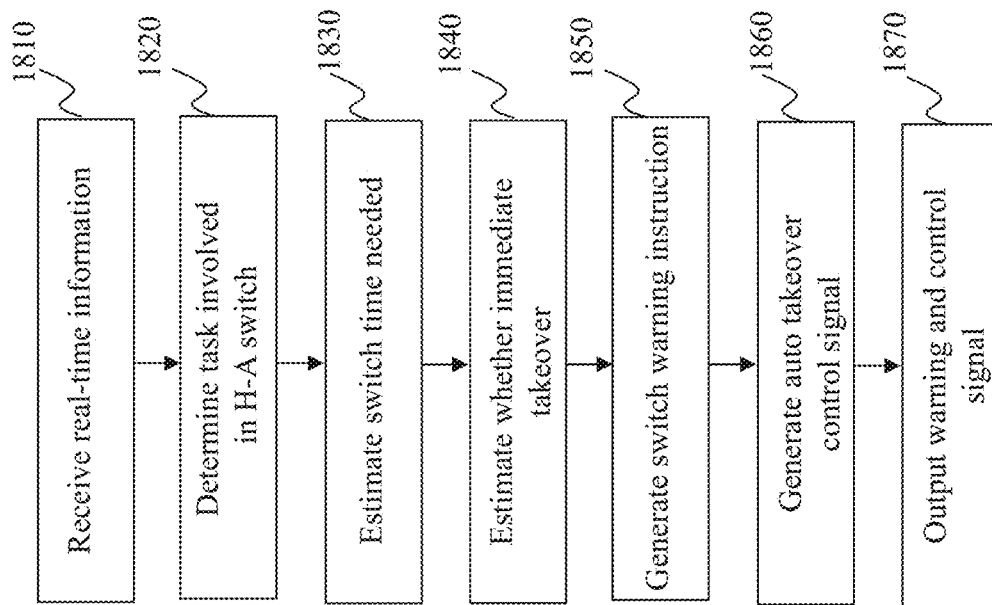 Receive real-time information
1810
Determine task involved
in H-A switch
1820
Estimate switch time needed
1830
Estimate whether immediate
takeover
1840
Generate switch warning instruction
1850
Generate auto takeover
control signal
1860
Output warning and control
signal
1870